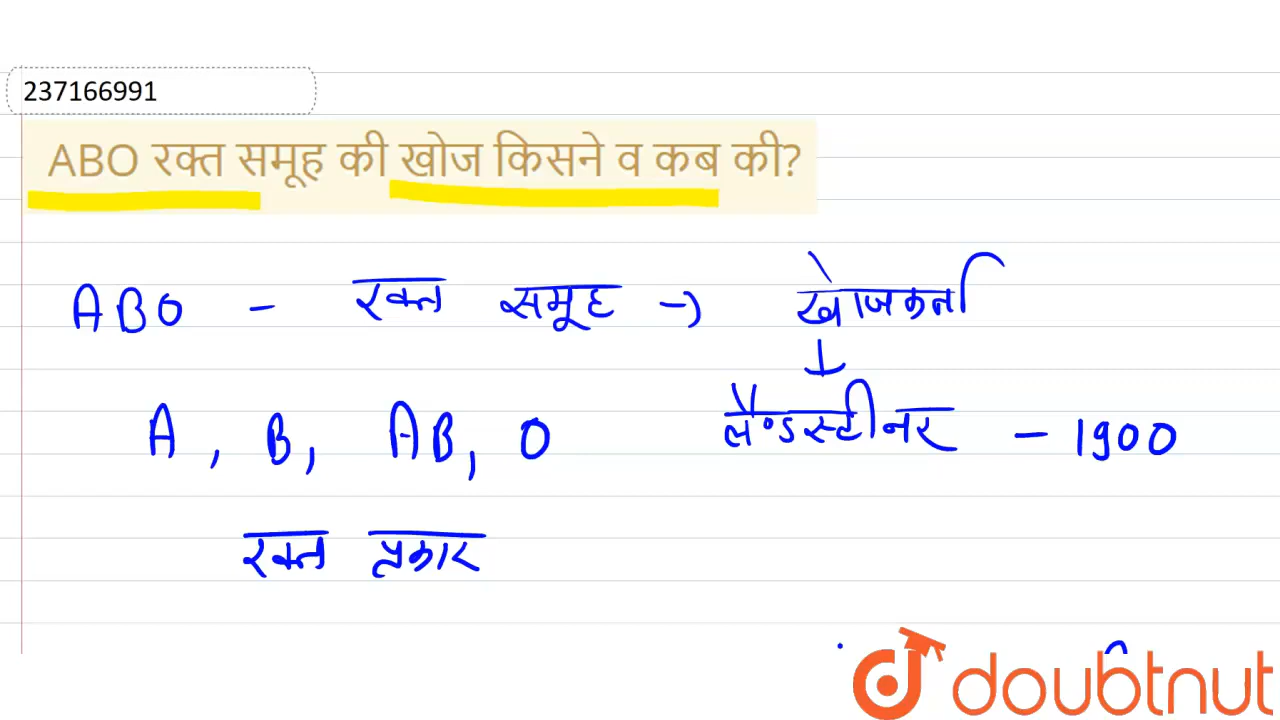 237166991
ABO रक्त समूह की खोज किसने व कब की?
ABO - रक्त समूह → खोजकर्ता
↓
A, B, AB, O लैण्डस्टीनर - 1900
रक्त प्रकार
doubtnut